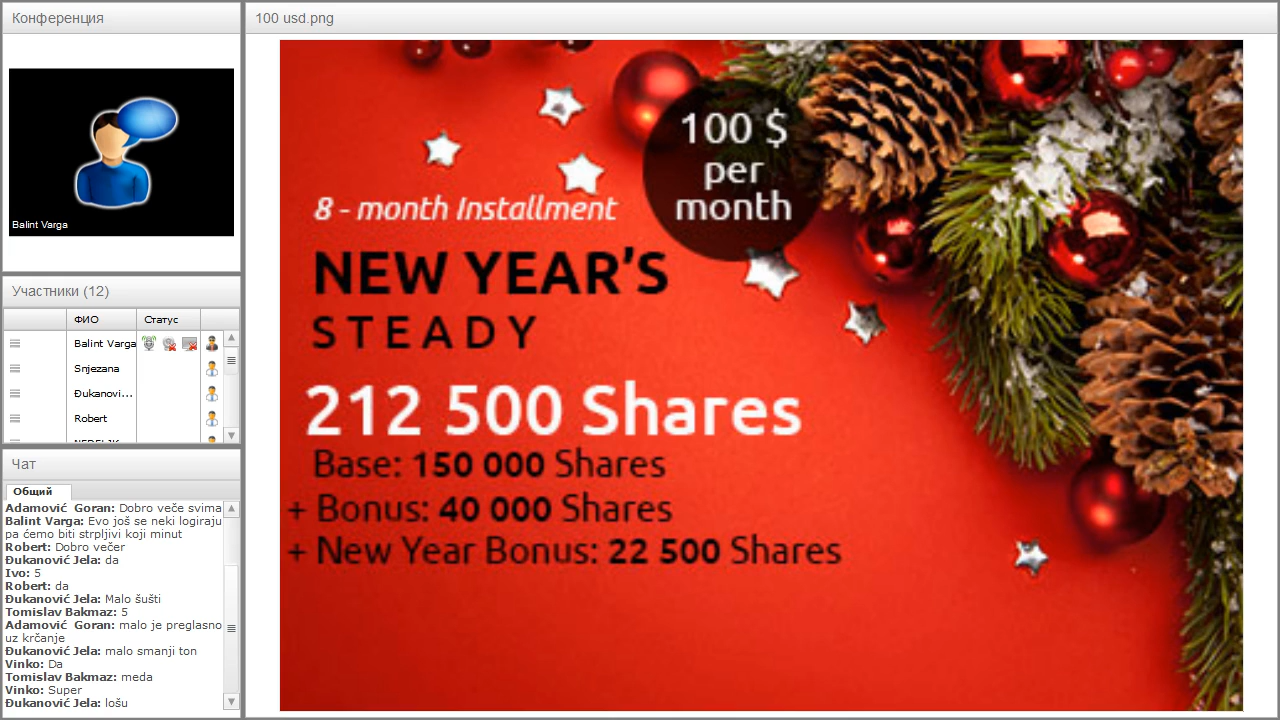 Конференция
Balint Varga
Участники (12)
ФИО
Статус
Balint Varga
Snjezana
Đukanovi...
Robert
Чат
Общий
Adamović Goran: Dobro veče svima
Balint Varga: Evo još se neki logiraju
pa ćemo biti strpljivi koji minut
Robert: Dobro večer
Đukanović Jela: da
Ivo: 5
Robert: da
Đukanović Jela: Malo šušti
Tomislav Bakmaz: 5
Adamović Goran: malo je preglasno
uz krčanje
Đukanović Jela: malo smanji ton
Vinko: Da
Tomislav Bakmaz: meda
Vinko: Super
Đukanović Jela: lošu
100 usd.png
100 $
per
month
8 - month Installment
NEW YEAR'S
STEADY
212 500 Shares
Base: 150 000 Shares
+ Bonus: 40 000 Shares
+ New Year Bonus: 22 500 Shares